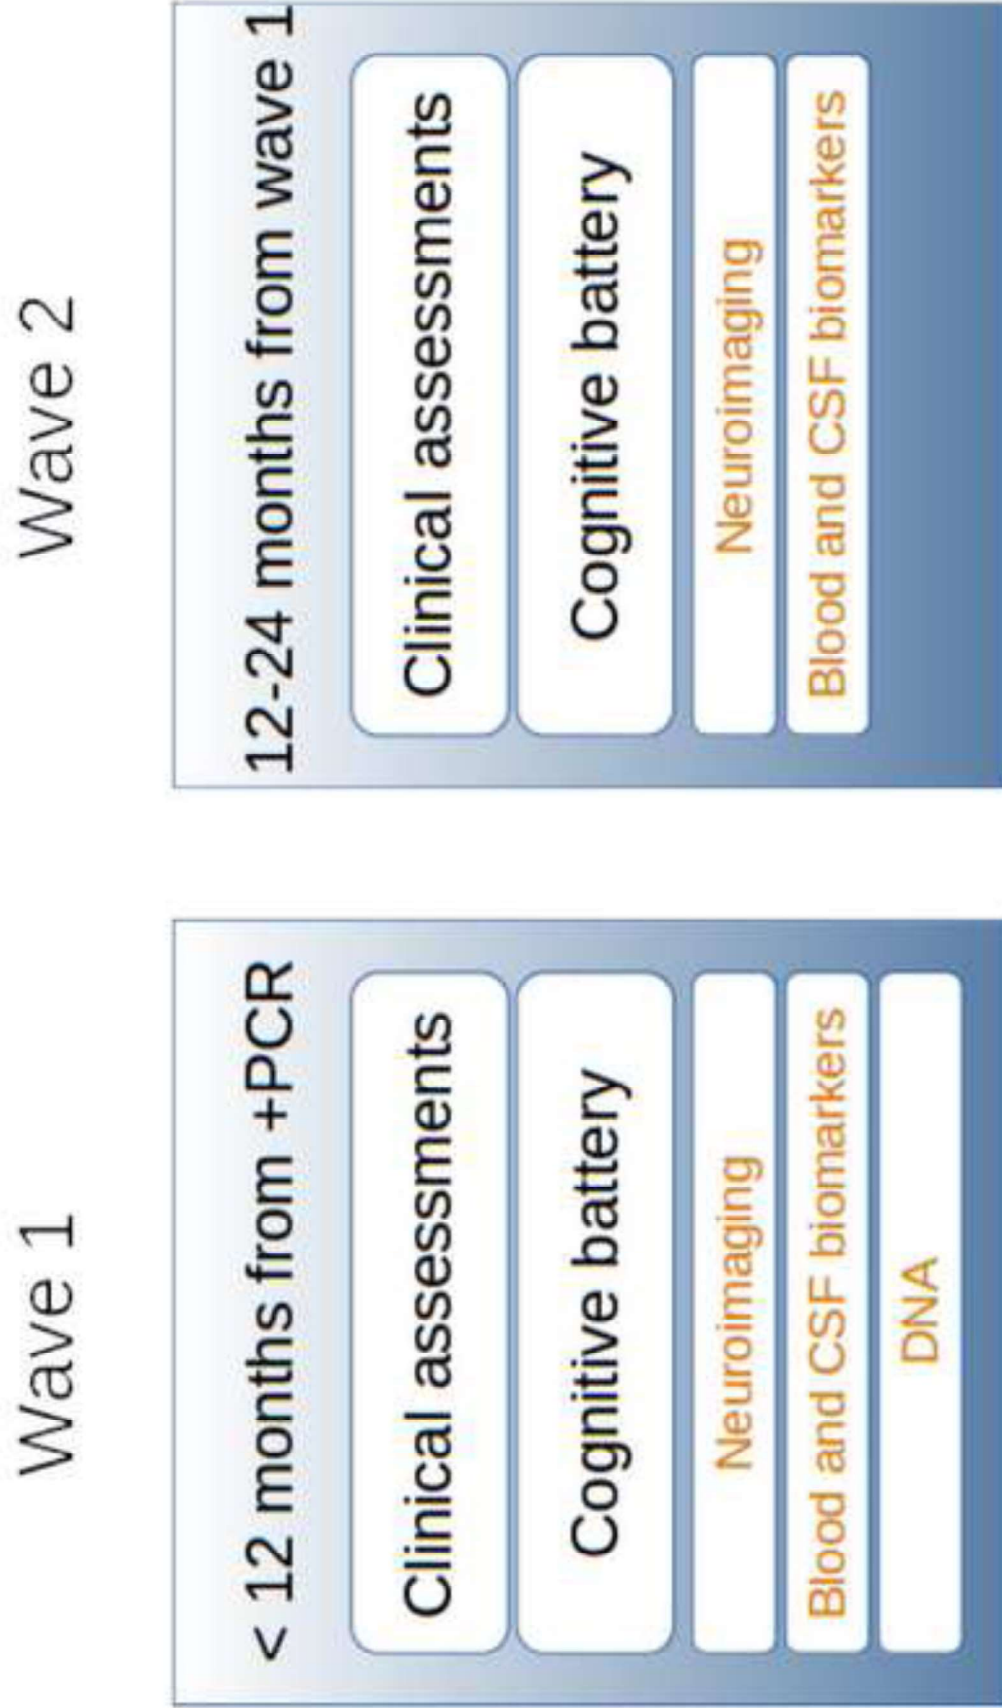 Wave 1
< 12 months from +PCR
Clinical assessments
Cognitive battery
Neuroimaging
Blood and CSF biomarkers
DNA
Wave 2
12-24 months from wave 1
Clinical assessments
Cognitive battery
Neuroimaging
Blood and CSF biomarkers